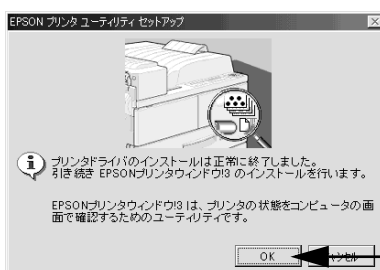 EPSON プリンタ ユーティリティ セットアップ
プリンタドライバのインストールは正常に終了しました。
引き続き EPSONプリンタウィンドウ!3 のインストールを行います。
EPSONプリンタウィンドウ!3 は、プリンタの状態をコンピュータの画
面で確認するためのユーティリティです。
OK